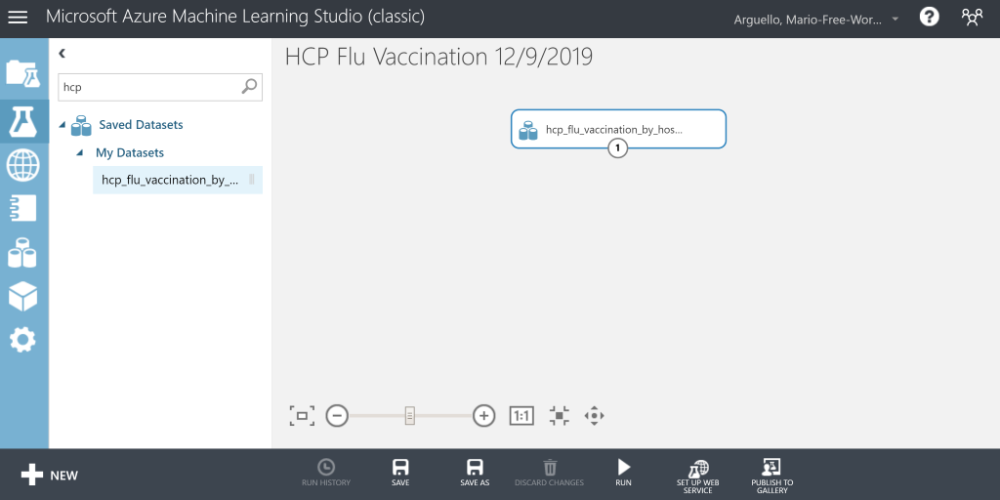 Microsoft Azure Machine Learning Studio (classic)
Arguello, Mario-Free-Wor...
?
hcp
HCP Flu Vaccination 12/9/2019
Saved Datasets
My Datasets
hcp_flu_vaccination_by_...
hcp_flu_vaccination_by_hos...
1
1:1
NEW
RUN HISTORY
SAVE
SAVE AS
DISCARD CHANGES
RUN
SET UP WEB
SERVICE
PUBLISH TO
GALLERY